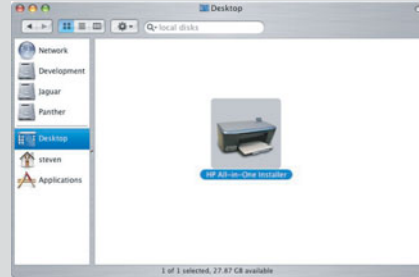 Desktop
local disks
Network
Development
Jaguar
Panther
Desktop
steven
Applications
HP All-in-One Installer
1 of 1 selected, 27.87 GB available